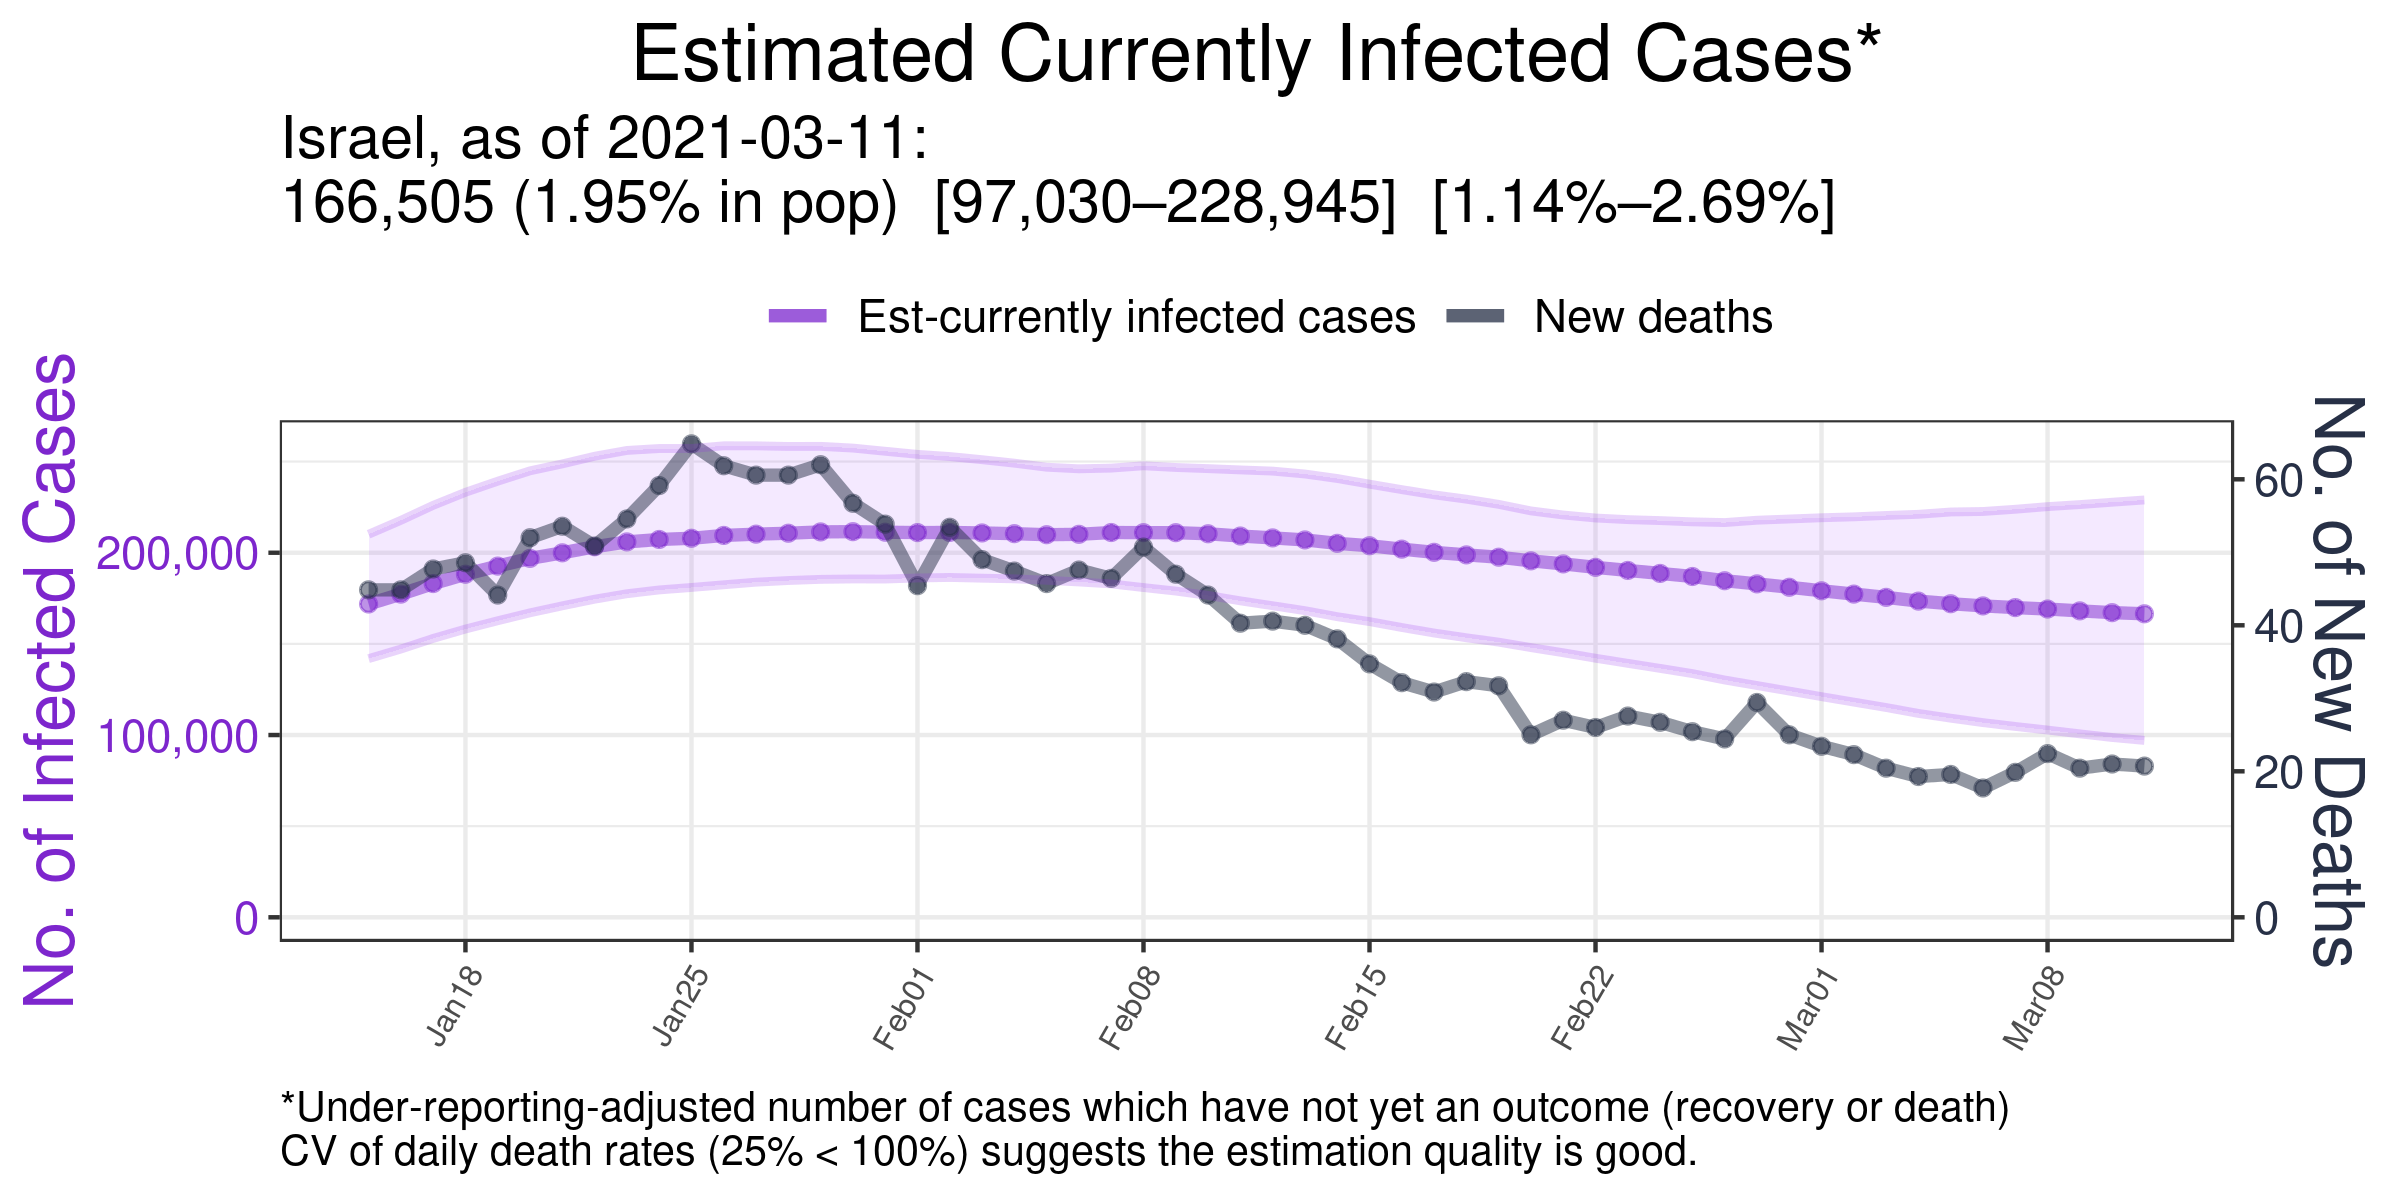 Estimated Currently Infected Cases*
Israel, as of 2021-03-11:
166,505 (1.95% in pop) [97,030–228,945] [1.14%–2.69%]
Est-currently infected cases New deaths
No. of Infected Cases
200,000
100,000
0
60
40
20
0
No. of New Deaths
Jan18 Jan25 Feb01 Feb08 Feb15 Feb22 Mar01 Mar08
*Under-reporting-adjusted number of cases which have not yet an outcome (recovery or death)
CV of daily death rates (25% < 100%) suggests the estimation quality is good.